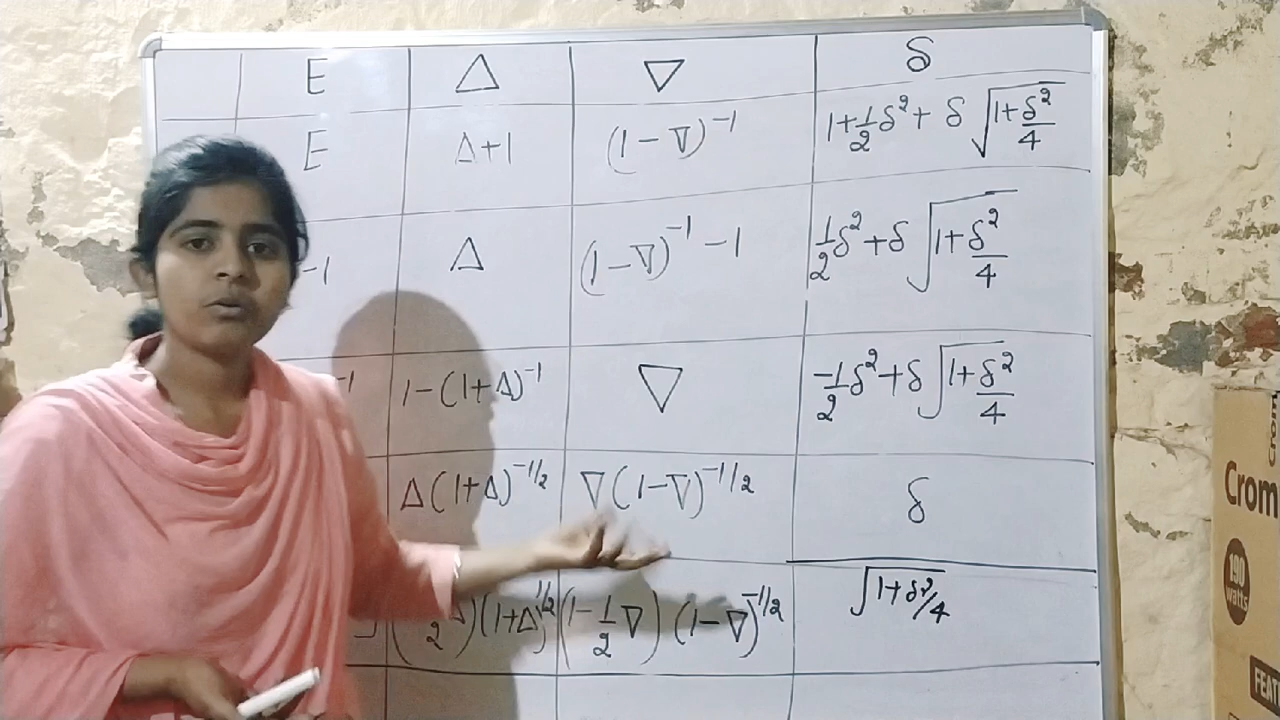 E Δ ∇ δ
E Δ+1 (1-∇)⁻¹ 1+½δ²+ δ√(1+δ²/4)
-1 Δ (1-∇)⁻¹-1 ½δ²+δ√(1+δ²/4)
⁻¹ 1-(1+Δ)⁻¹ ∇ -½δ²+δ√(1+δ²/4)
Δ(1+Δ)^-1/2 ∇(1-∇)^-1/2 δ
(1+Δ)^1/2 (1-½∇)(1-∇)^-1/2 √(1+δ²/4)
Crom
190
watts
FEAT